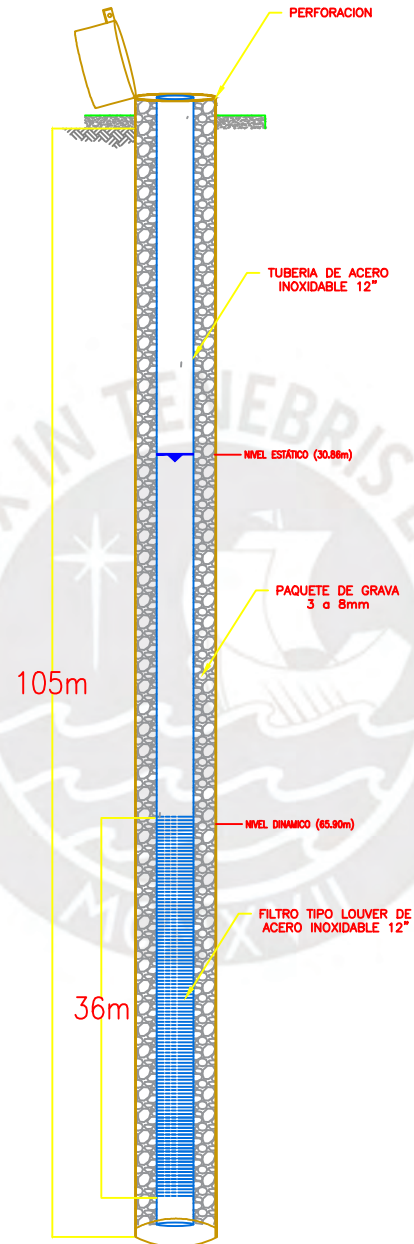 PERFORACION
TUBERIA DE ACERO
INOXIDABLE 12"
NIVEL ESTÁTICO (30.86m)
PAQUETE DE GRAVA
3 a 8mm
105m
NIVEL DINAMICO (65.90m)
FILTRO TIPO LOUVER DE
ACERO INOXIDABLE 12"
36m